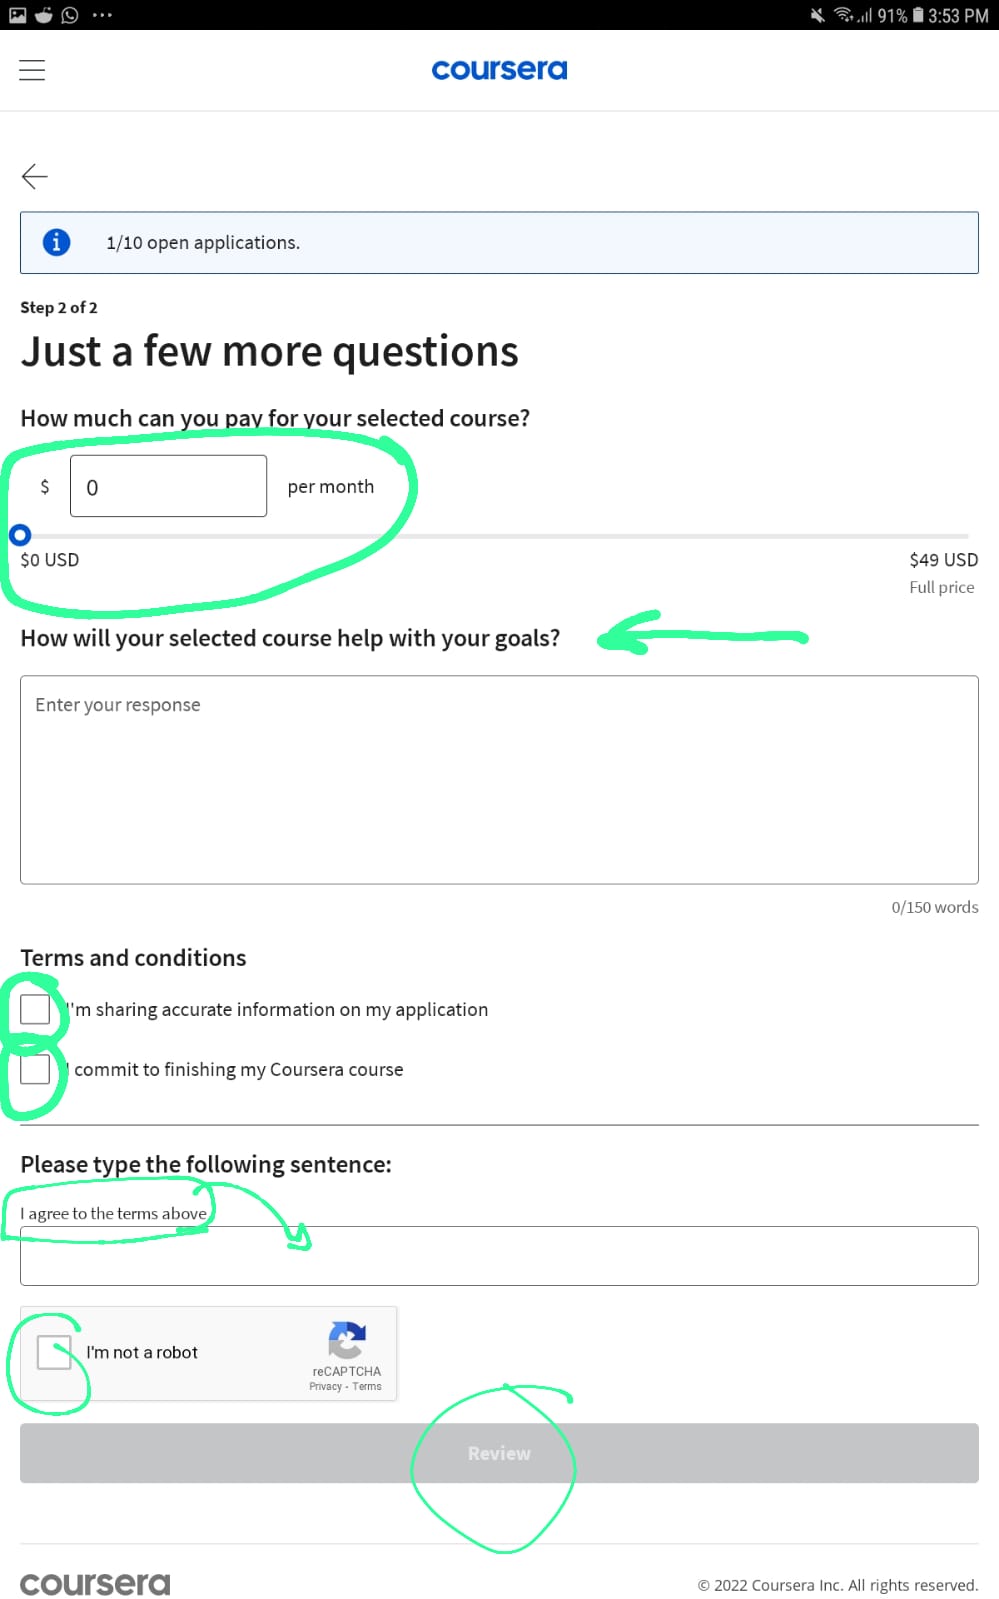 91% 3:53 PM
coursera
1/10 open applications.
Step 2 of 2
Just a few more questions
How much can you pay for your selected course?
$ 0 per month
$0 USD $49 USD
Full price
How will your selected course help with your goals?
Enter your response
0/150 words
Terms and conditions
I'm sharing accurate information on my application
I commit to finishing my Coursera course
Please type the following sentence:
I agree to the terms above
I'm not a robot
reCAPTCHA
Privacy - Terms
Review
coursera © 2022 Coursera Inc. All rights reserved.